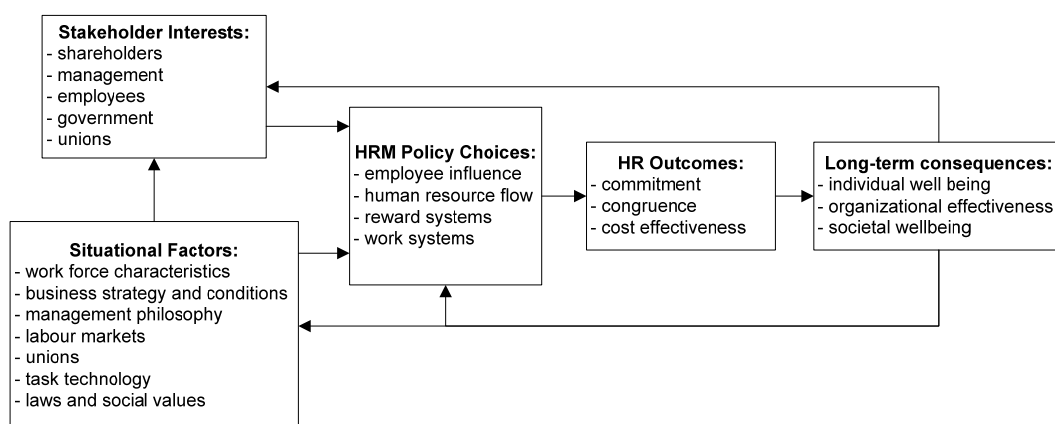 Stakeholder Interests:
- shareholders
- management
- employees
- government
- unions
HRM Policy Choices:
- employee influence
- human resource flow
- reward systems
- work systems
HR Outcomes:
- commitment
- congruence
- cost effectiveness
Long-term consequences:
- individual well being
- organizational effectiveness
- societal wellbeing
Situational Factors:
- work force characteristics
- business strategy and conditions
- management philosophy
- labour markets
- unions
- task technology
- laws and social values